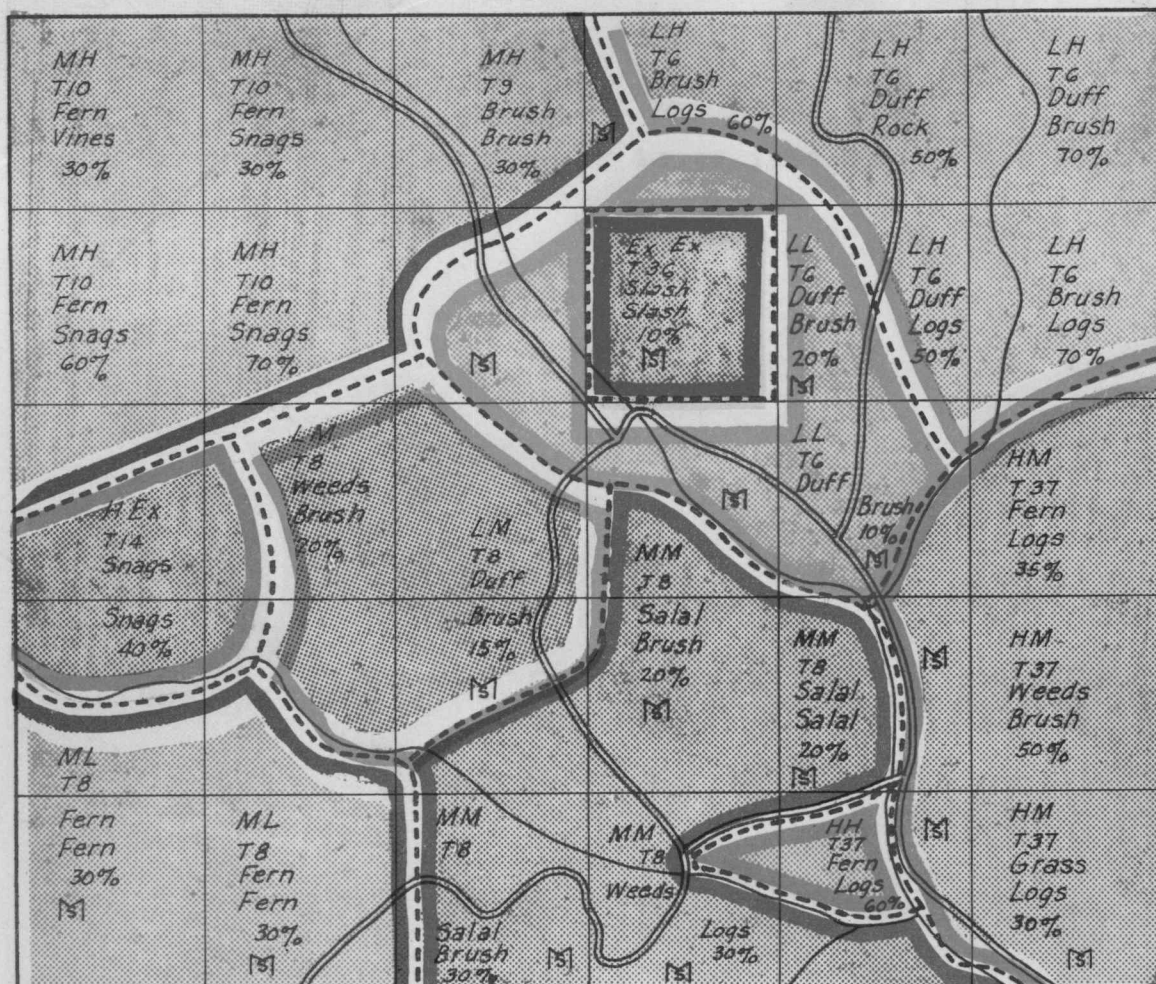 MH
T10
Fern
Vines
30%
MH
T10
Fern
Snags
30%
MH
T9
Brush
Brush
30%
LH
T6
Brush
Logs
60%
LH
T6
Duff
Rock
50%
LH
T6
Duff
Brush
70%
MH
T10
Fern
Snags
60%
MH
T10
Fern
Snags
70%
Ex Ex
T36
Slash
Slash
10%
LL
T6
Duff
Brush
20%
LH
T6
Duff
Logs
50%
LH
T6
Brush
Logs
70%
H Ex
T14
Snags
Snags
40%
LM
T8
Weeds
Brush
20%
LM
T8
Duff
Brush
15%
MM
T8
Salal
Brush
20%
LL
T6
Duff
Brush
10%
HM
T37
Fern
Logs
35%
MM
T8
Salal
Salal
20%
HM
T37
Weeds
Brush
50%
ML
T8
Fern
Fern
30%
ML
T8
Fern
Fern
30%
MM
T8
Salal
Brush
30%
MM
T8
Weeds
Logs
30%
HH
T37
Fern
Logs
60%
HM
T37
Grass
Logs
30%